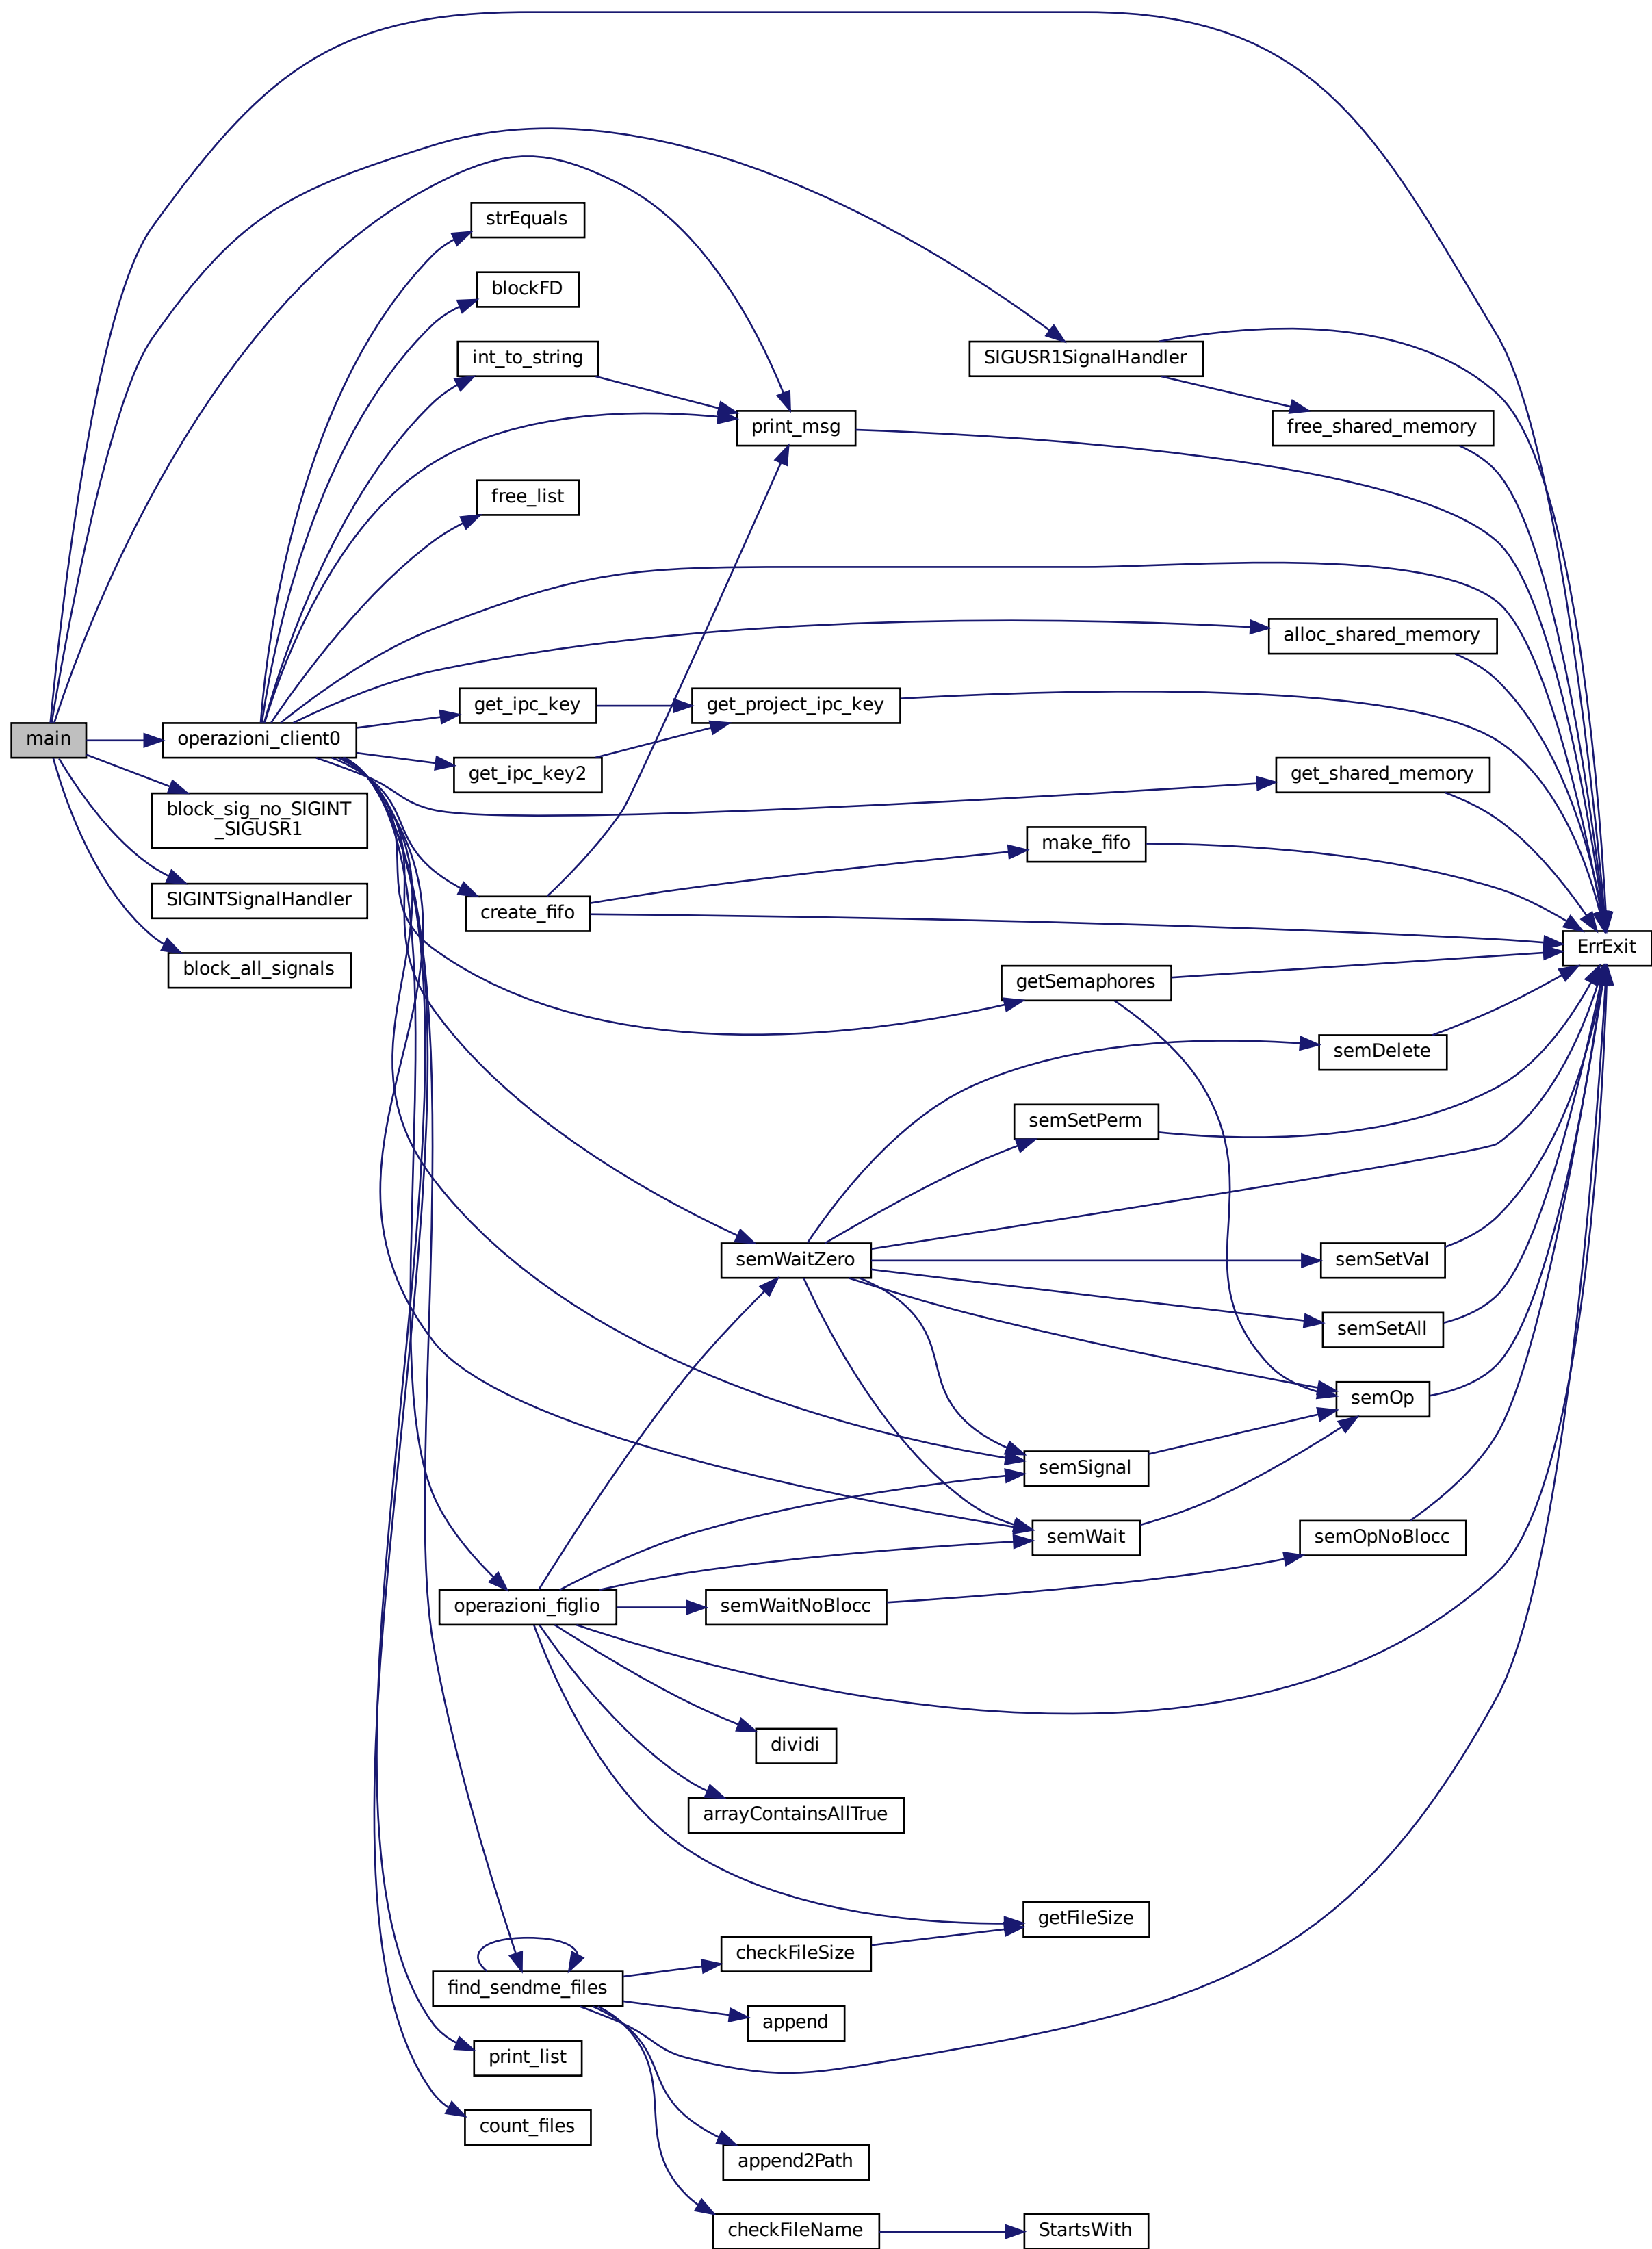 strEquals
blockFD
int_to_string
SIGUSR1SignalHandler
print_msg
free_shared_memory
free_list
alloc_shared_memory
get_ipc_key
get_project_ipc_key
main
operazioni_client0
get_ipc_key2
get_shared_memory
block_sig_no_SIGINT
_SIGUSR1
make_fifo
SIGINTSignalHandler
create_fifo
ErrExit
block_all_signals
getSemaphores
semDelete
semSetPerm
semWaitZero
semSetVal
semSetAll
semOp
semSignal
semWait
semOpNoBlocc
operazioni_figlio
semWaitNoBlocc
dividi
arrayContainsAllTrue
getFileSize
checkFileSize
find_sendme_files
append
print_list
count_files
append2Path
checkFileName
StartsWith